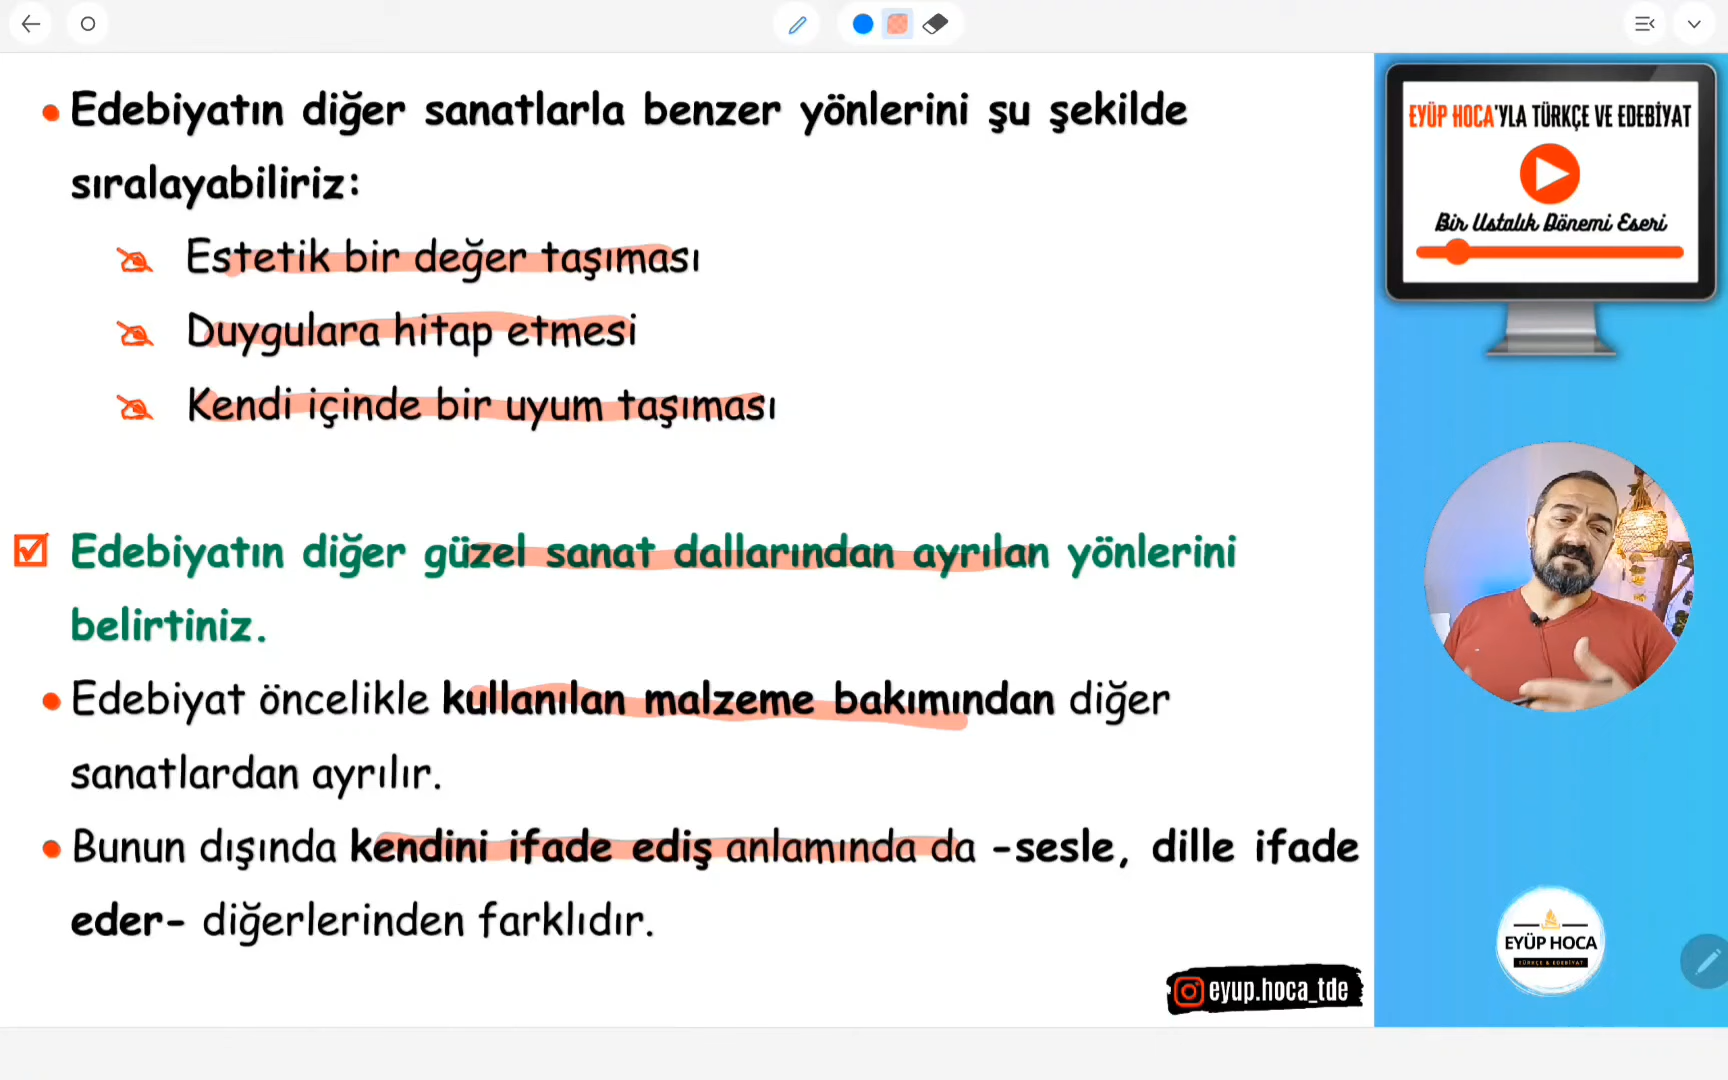 Edebiyatın diğer sanatlarla benzer yönlerini şu şekilde
sıralayabiliriz:
Estetik bir değer taşıması
Duygulara hitap etmesi
Kendi içinde bir uyum taşıması
Edebiyatın diğer güzel sanat dallarından ayrılan yönlerini
belirtiniz.
Edebiyat öncelikle kullanılan malzeme bakımından diğer
sanatlardan ayrılır.
Bunun dışında kendini ifade ediş anlamında da -sesle, dille ifade
eder- diğerlerinden farklıdır.
eyup.hoca_tde
EYÜP HOCA'YLA TÜRKÇE VE EDEBİYAT
Bir Ustalık Dönemi Eseri
EYÜP HOCA
TÜRKÇE & EDEBİYAT